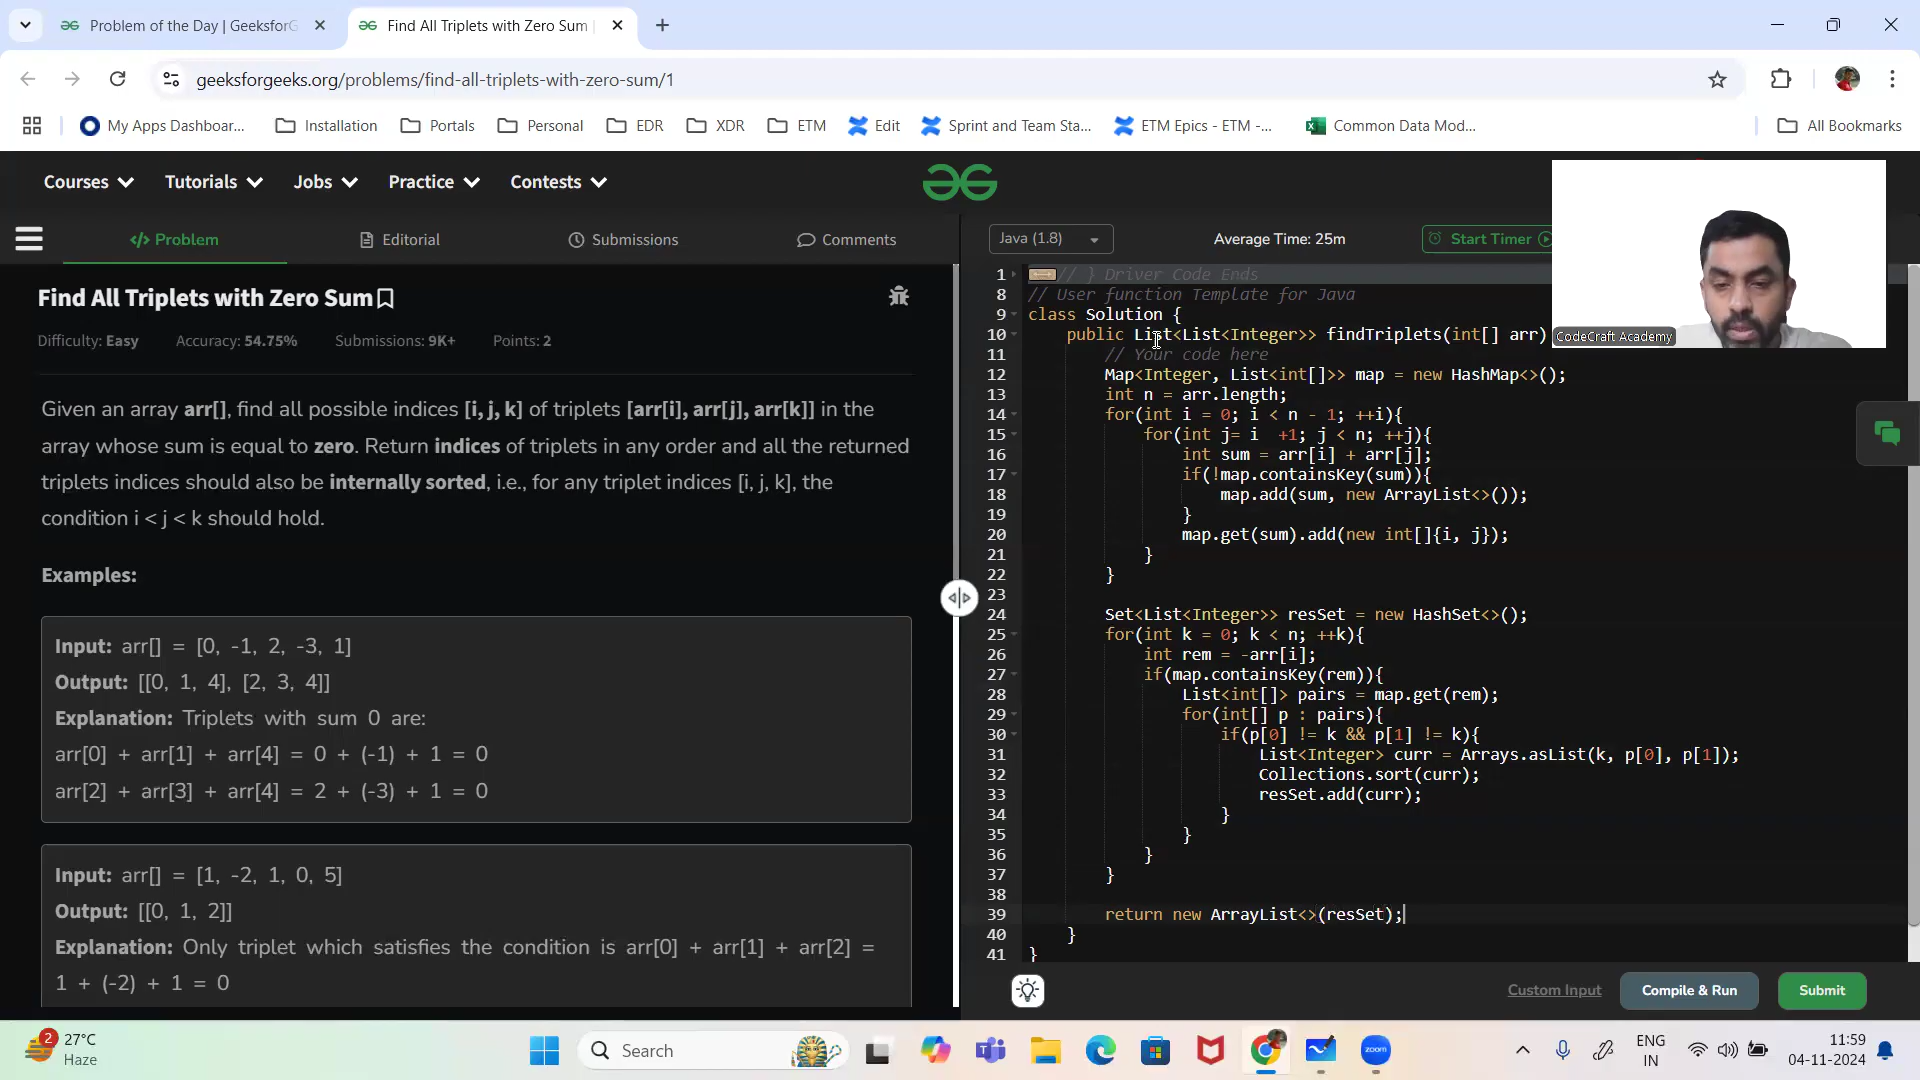 Problem of the Day | GeeksforG
Find All Triplets with Zero Sum
geeksforgeeks.org/problems/find-all-triplets-with-zero-sum/1
My Apps Dashboar...
Installation
Portals
Personal
EDR
XDR
ETM
Edit
Sprint and Team Sta...
ETM Epics - ETM -...
Common Data Mod...
All Bookmarks
Courses
Tutorials
Jobs
Practice
Contests
</> Problem
Editorial
Submissions
Comments
Java (1.8)
Average Time: 25m
Start Timer
CodeCraft Academy
Find All Triplets with Zero Sum
Difficulty: Easy
Accuracy: 54.75%
Submissions: 9K+
Points: 2
Given an array arr[], find all possible indices [i, j, k] of triplets [arr[i], arr[j], arr[k]] in the
array whose sum is equal to zero. Return indices of triplets in any order and all the returned
triplets indices should also be internally sorted, i.e., for any triplet indices [i, j, k], the
condition i < j < k should hold.
Examples:
Input: arr[] = [0, -1, 2, -3, 1]
Output: [[0, 1, 4], [2, 3, 4]]
Explanation: Triplets with sum 0 are:
arr[0] + arr[1] + arr[4] = 0 + (-1) + 1 = 0
arr[2] + arr[3] + arr[4] = 2 + (-3) + 1 = 0
Input: arr[] = [1, -2, 1, 0, 5]
Output: [[0, 1, 2]]
Explanation: Only triplet which satisfies the condition is arr[0] + arr[1] + arr[2] =
1 + (-2) + 1 = 0
1 // } Driver Code Ends
8 // User function Template for Java
9 class Solution {
10 public List<List<Integer>> findTriplets(int[] arr)
11 // Your code here
12 Map<Integer, List<int[]>> map = new HashMap<>();
13 int n = arr.length;
14 for(int i = 0; i < n - 1; ++i){
15 for(int j= i  +1; j < n; ++j){
16 int sum = arr[i] + arr[j];
17 if(!map.containsKey(sum)){
18 map.add(sum, new ArrayList<>());
19 }
20 map.get(sum).add(new int[]{i, j});
21 }
22 }
23
24 Set<List<Integer>> resSet = new HashSet<>();
25 for(int k = 0; k < n; ++k){
26 int rem = -arr[i];
27 if(map.containsKey(rem)){
28 List<int[]> pairs = map.get(rem);
29 for(int[] p : pairs){
30 if(p[0] != k && p[1] != k){
31 List<Integer> curr = Arrays.asList(k, p[0], p[1]);
32 Collections.sort(curr);
33 resSet.add(curr);
34 }
35 }
36 }
37 }
38
39 return new ArrayList<>(resSet);
40 }
41 }
Custom Input
Compile & Run
Submit
2
27°C
Haze
Search
zoom
ENG
IN
11:59
04-11-2024